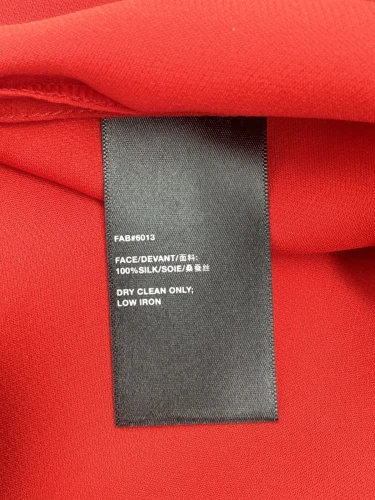 FAB#6013
FACE/DEVANT/面料:
100%SILK/SOIE/桑蚕丝
DRY CLEAN ONLY;
LOW IRON